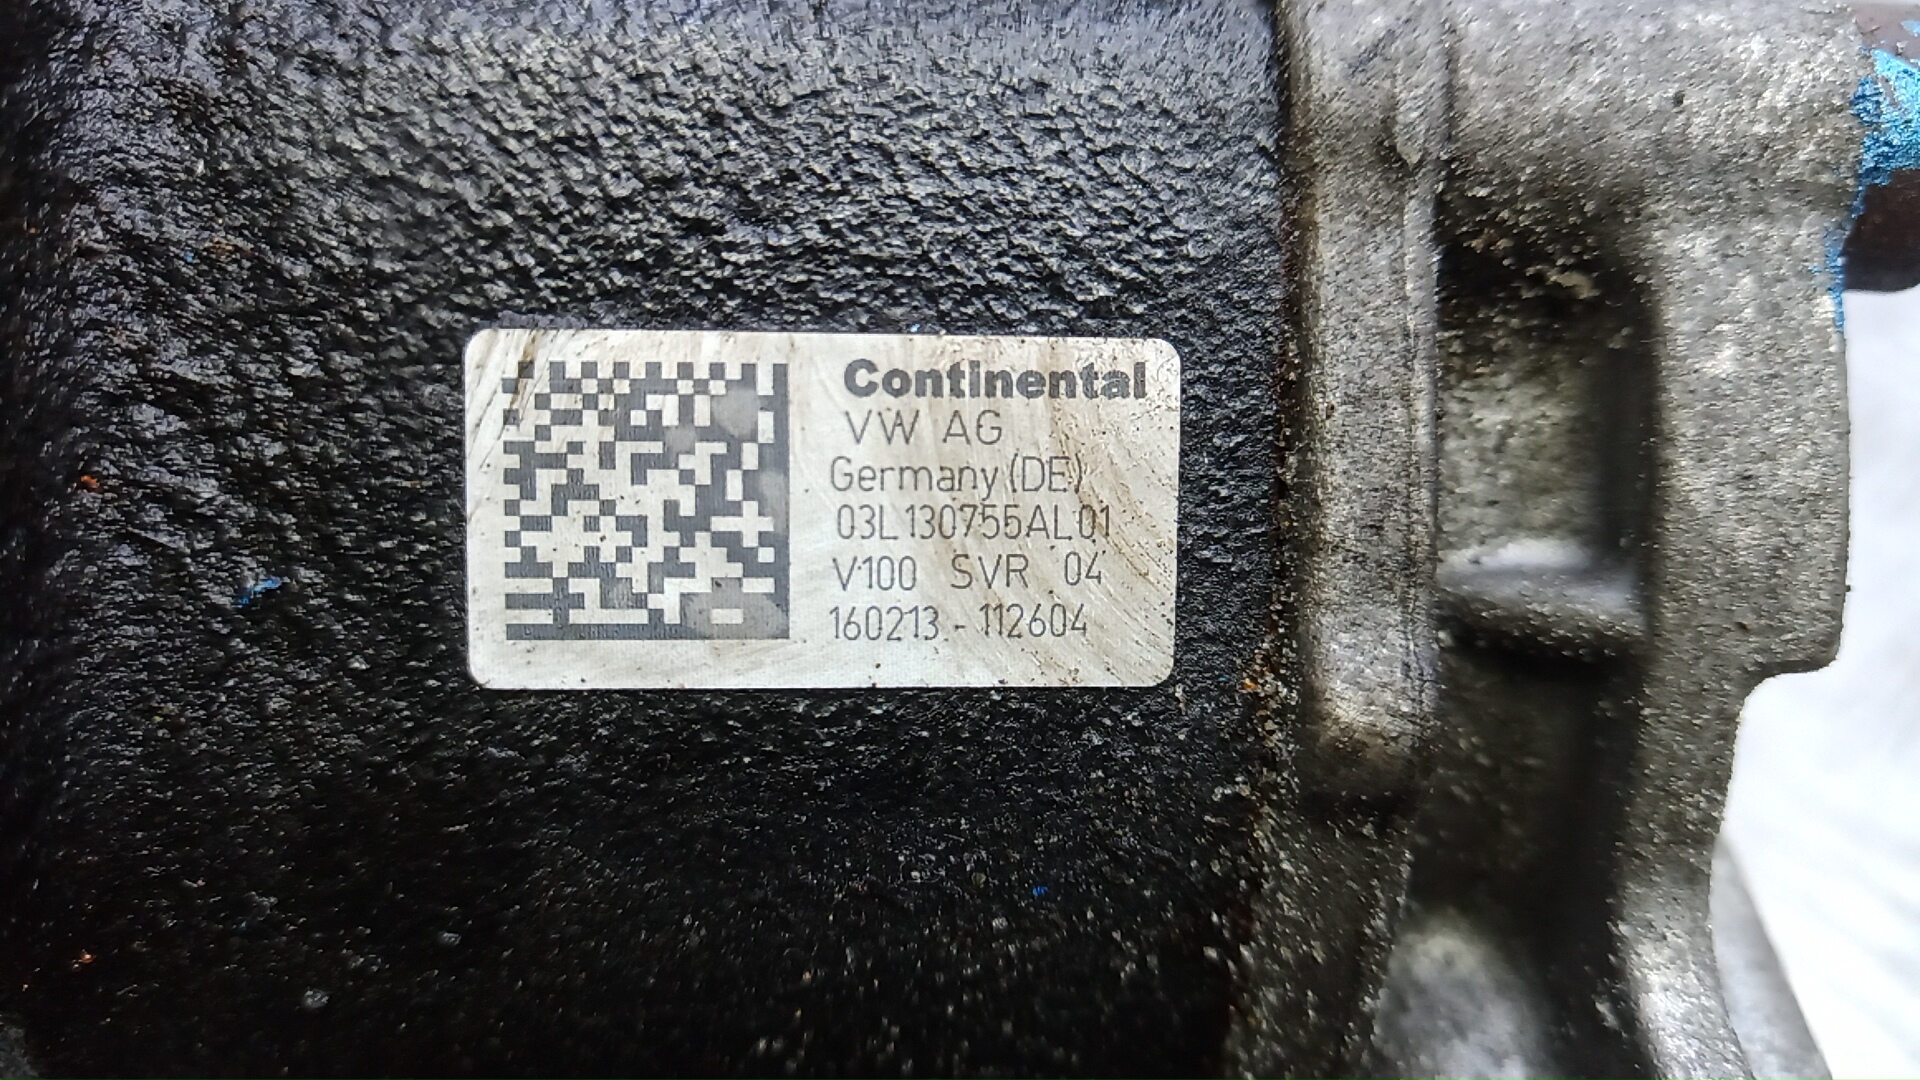 Continental
VW AG
Germany (DE)
03L130755AL01
V100 SVR 04
160213-112604